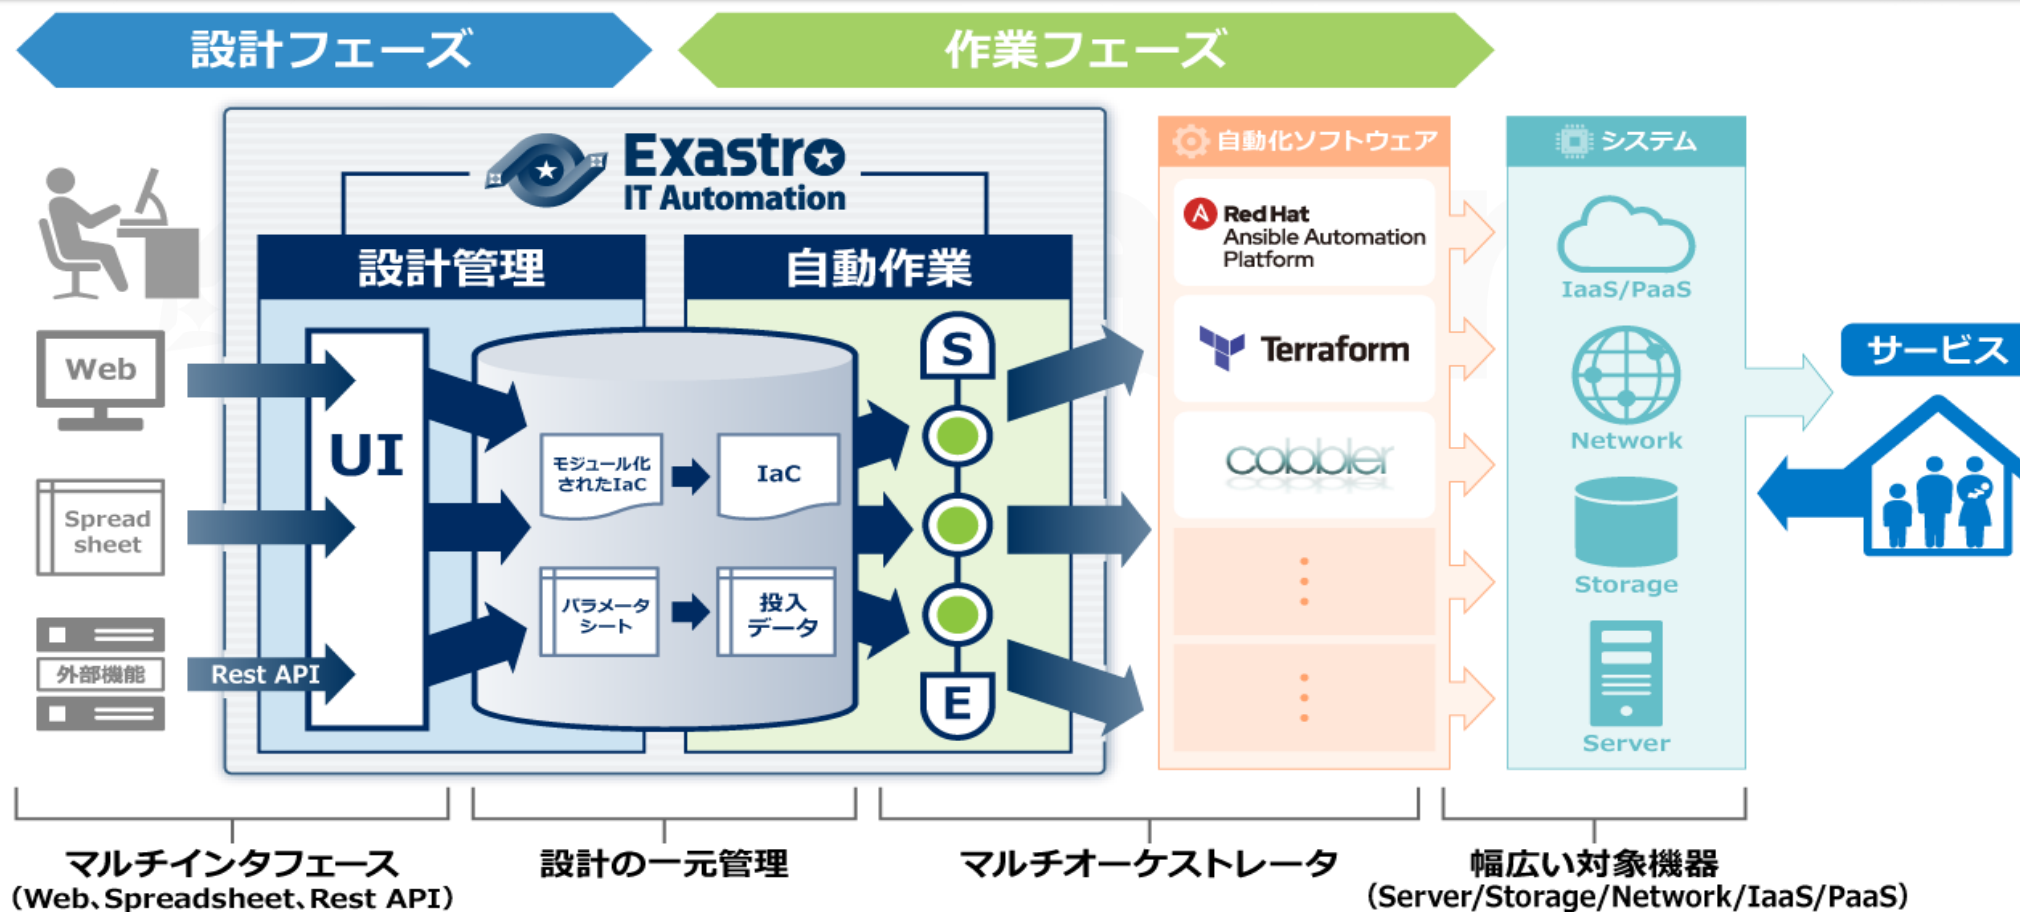 設計フェーズ
作業フェーズ
Exastro
IT Automation
設計管理
自動作業
Web
Spread
sheet
外部機能
Rest API
UI
モジュール化
されたIaC
IaC
パラメータ
シート
投入
データ
S
E
自動化ソフトウェア
Red Hat
Ansible Automation
Platform
Terraform
cobbler
システム
IaaS/PaaS
Network
Storage
Server
サービス
マルチインタフェース
(Web、Spreadsheet、Rest API)
設計の一元管理
マルチオーケストレータ
幅広い対象機器
(Server/Storage/Network/IaaS/PaaS)